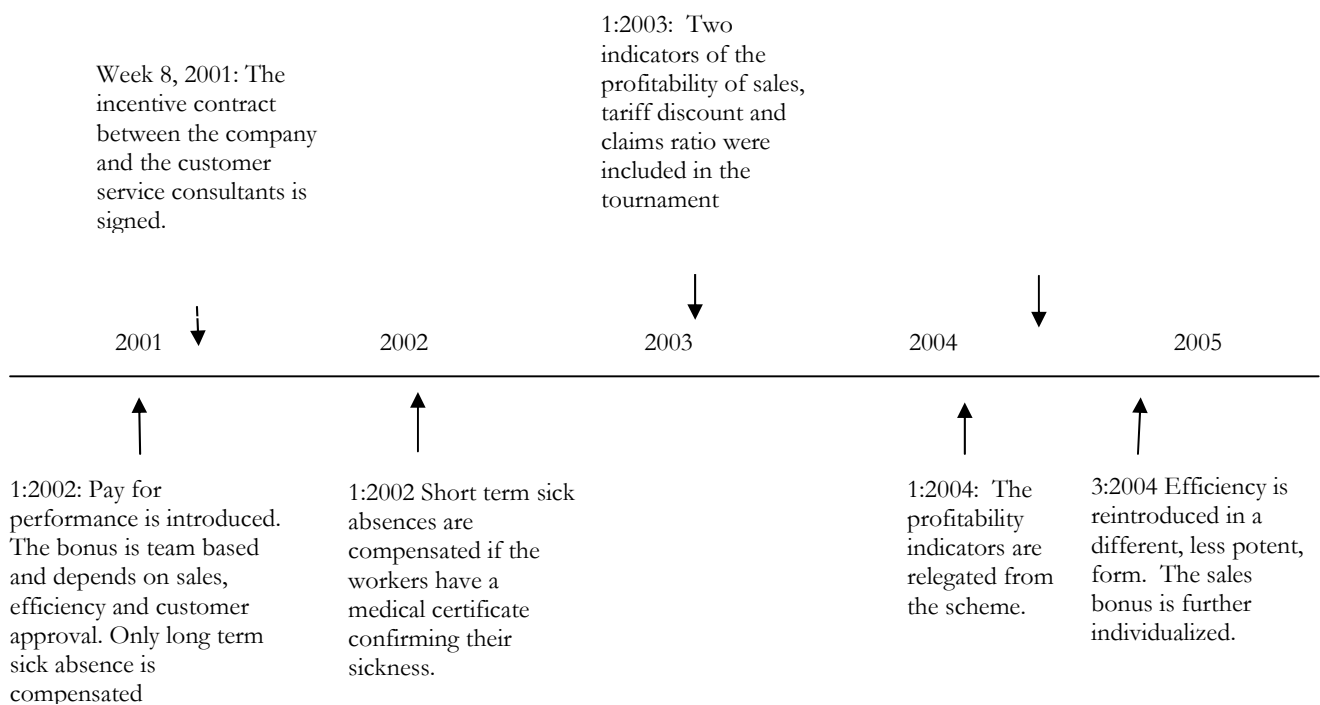 Week 8, 2001: The
incentive contract
between the company
and the customer
service consultants is
signed.
1:2003: Two
indicators of the
profitability of sales,
tariff discount and
claims ratio were
included in the
tournament
2001
2002
2003
2004
2005
1:2002: Pay for
performance is introduced.
The bonus is team based
and depends on sales,
efficiency and customer
approval. Only long term
sick absence is
compensated
1:2002 Short term sick
absences are
compensated if the
workers have a
medical certificate
confirming their
sickness.
1:2004: The
profitability
indicators are
relegated from
the scheme.
3:2004 Efficiency is
reintroduced in a
different, less potent,
form. The sales
bonus is further
individualized.